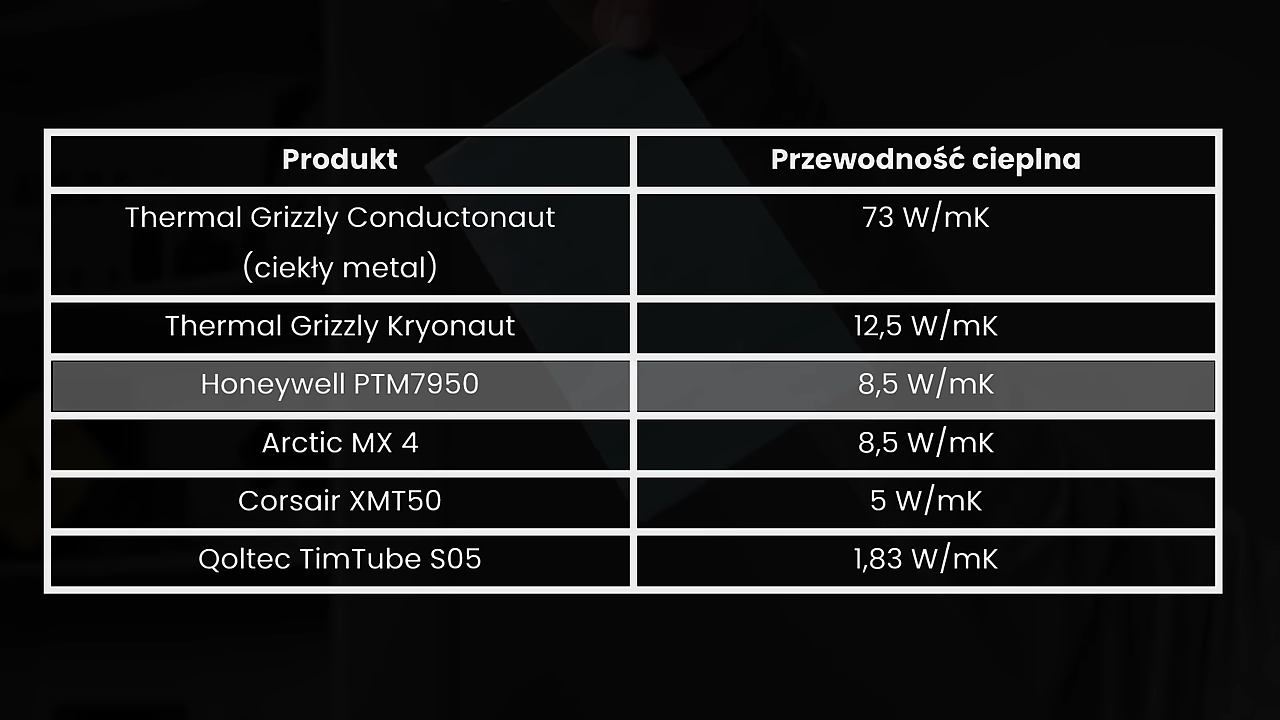 Produkt
Przewodność cieplna
Thermal Grizzly Conductonaut
(ciekły metal)
73 W/mK
Thermal Grizzly Kryonaut
12,5 W/mK
Honeywell PTM7950
8,5 W/mK
Arctic MX 4
8,5 W/mK
Corsair XMT50
5 W/mK
Qoltec TimTube S05
1,83 W/mK